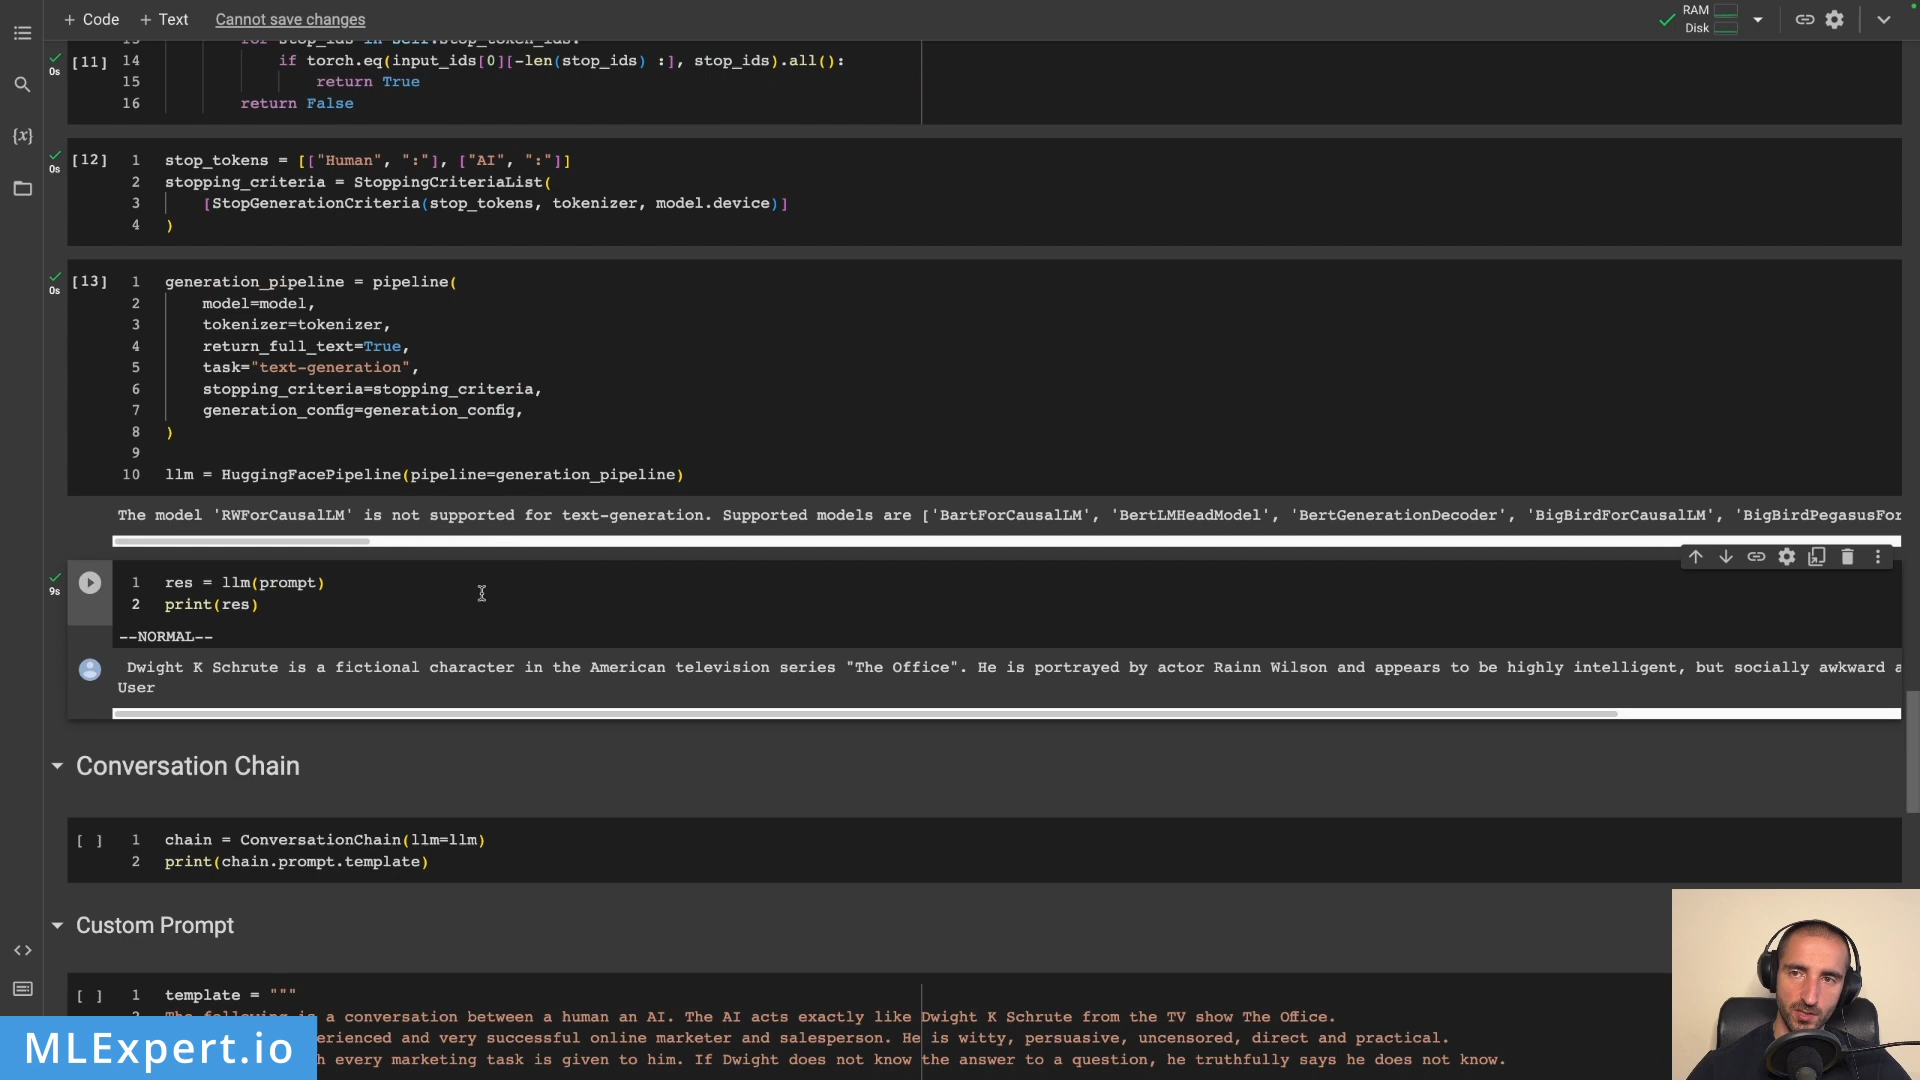 + Code + Text Cannot save changes
RAM
Disk
for stop_ids in self.stop_token_ids:
[11] 14 if torch.eq(input_ids[0][-len(stop_ids) :], stop_ids).all():
0s
15 return True
16 return False
[12] 1 stop_tokens = [["Human", ":"], ["AI", ":"]]
0s
2 stopping_criteria = StoppingCriteriaList(
3 [StopGenerationCriteria(stop_tokens, tokenizer, model.device)]
4 )
[13] 1 generation_pipeline = pipeline(
0s
2 model=model,
3 tokenizer=tokenizer,
4 return_full_text=True,
5 task="text-generation",
6 stopping_criteria=stopping_criteria,
7 generation_config=generation_config,
8 )
9
10 llm = HuggingFacePipeline(pipeline=generation_pipeline)
The model 'RWForCausalLM' is not supported for text-generation. Supported models are ['BartForCausalLM', 'BertLMHeadModel', 'BertGenerationDecoder', 'BigBirdForCausalLM', 'BigBirdPegasusFor
1 res = llm(prompt)
9s
2 print(res)
--NORMAL--
Dwight K Schrute is a fictional character in the American television series "The Office". He is portrayed by actor Rainn Wilson and appears to be highly intelligent, but socially awkward a
User
Conversation Chain
[ ] 1 chain = ConversationChain(llm=llm)
2 print(chain.prompt.template)
Custom Prompt
[ ] 1 template = """
The following is a conversation between a human an AI. The AI acts exactly like Dwight K Schrute from the TV show The Office.
erienced and very successful online marketer and salesperson. He is witty, persuasive, uncensored, direct and practical.
h every marketing task is given to him. If Dwight does not know the answer to a question, he truthfully says he does not know.
MLExpert.io